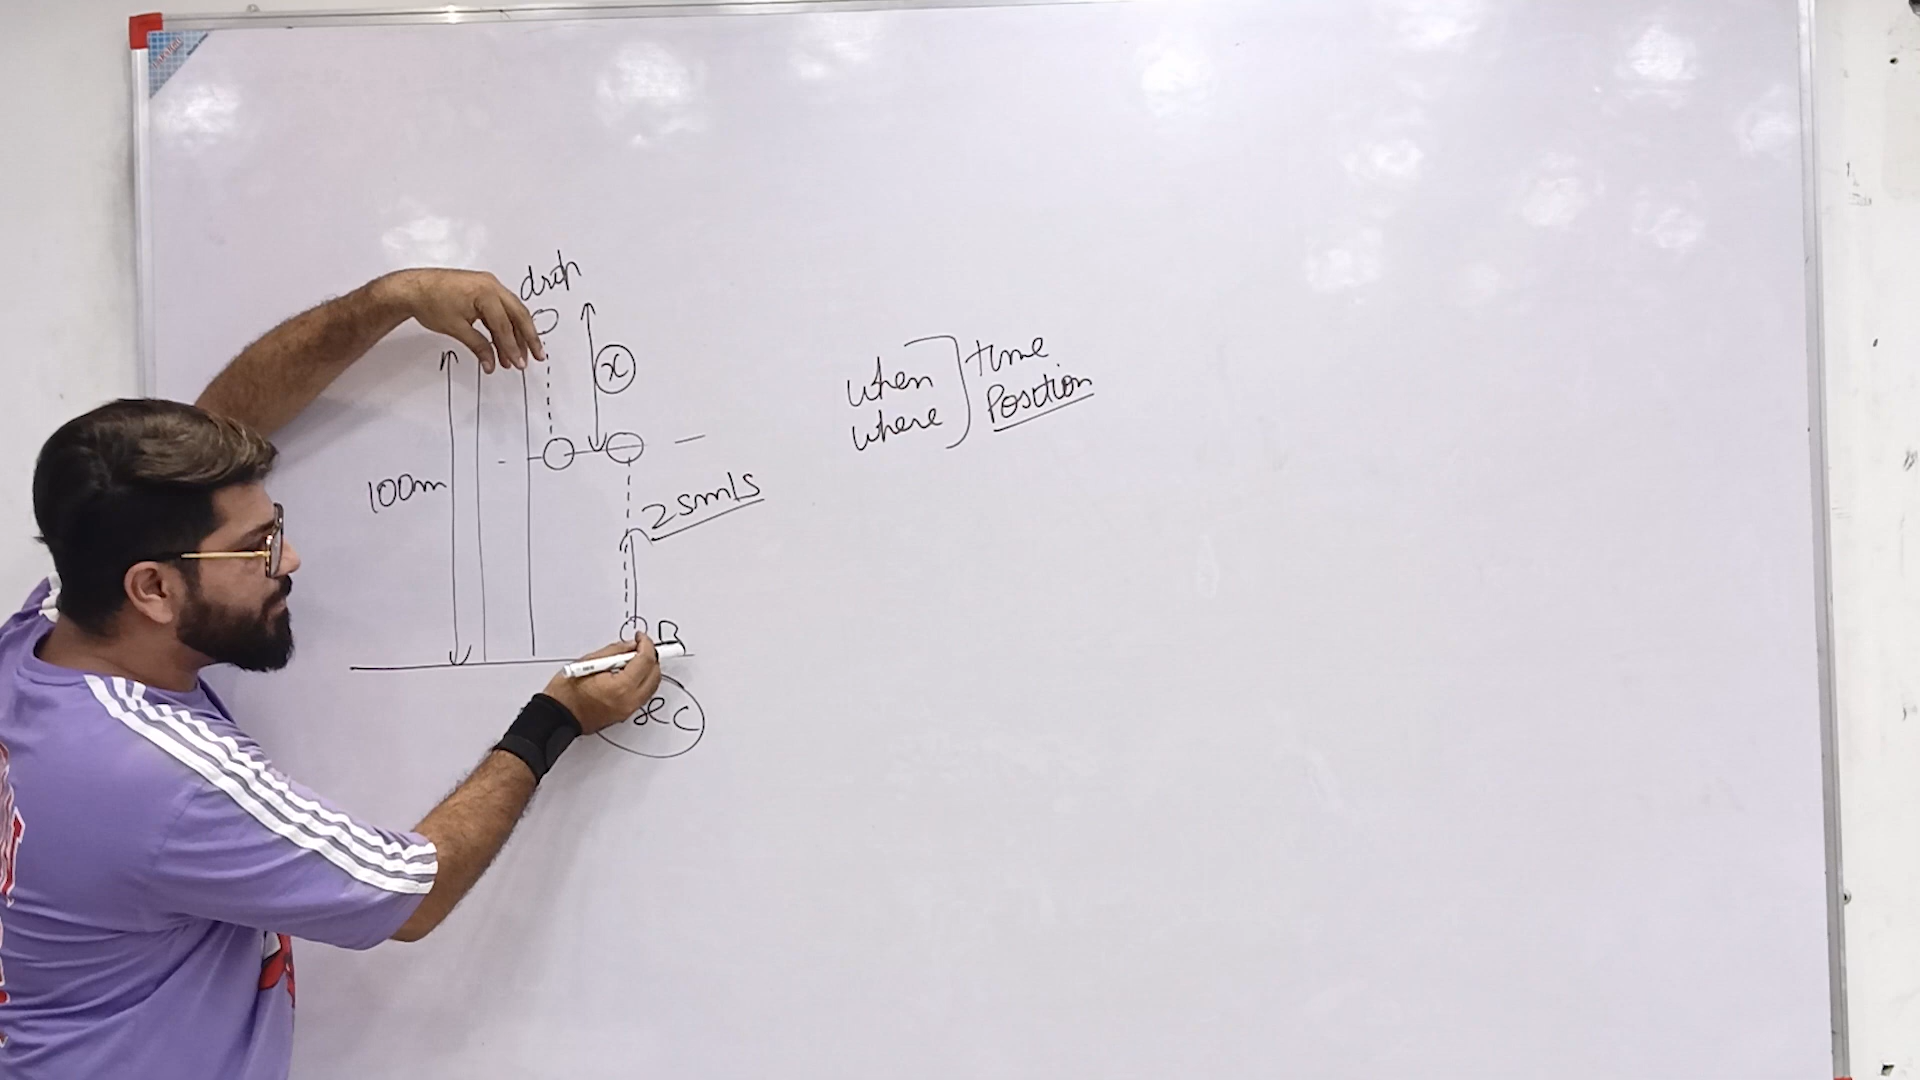 drop
x
100m
25m/s
B
sec
when
where
time
Position